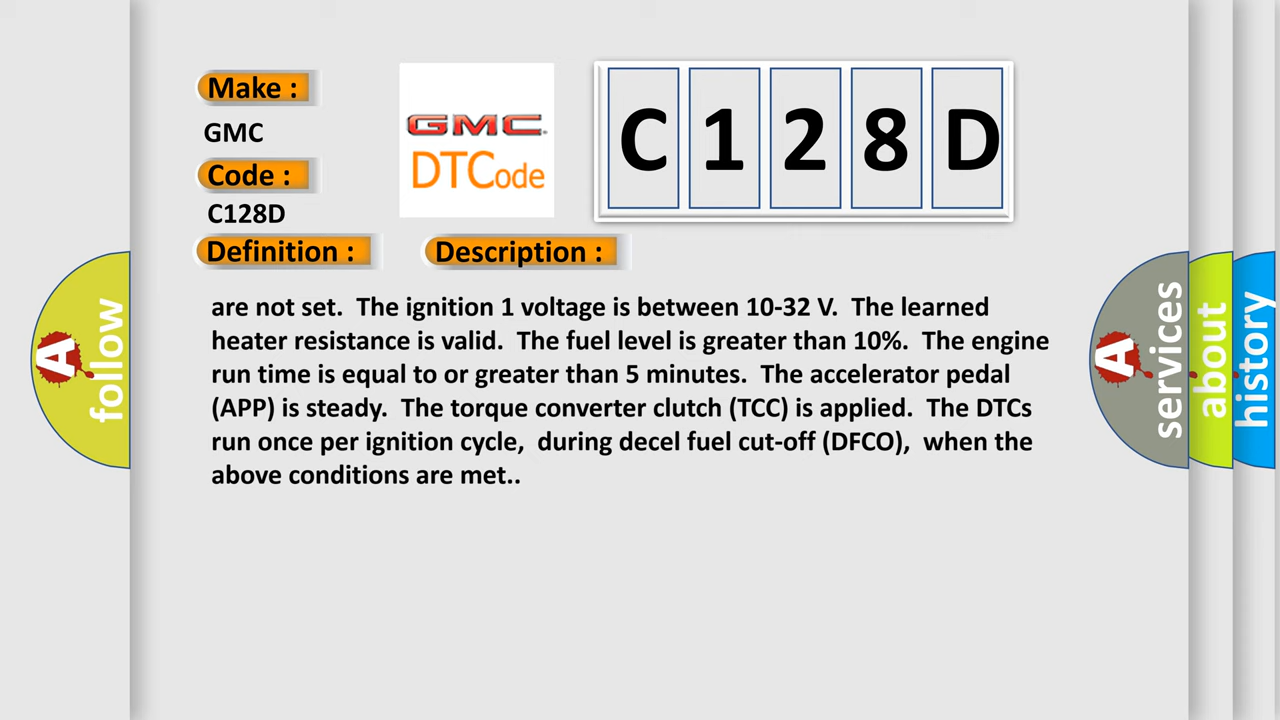 Make :
GMC
Code :
C128D
Definition :
Description :
GMC
DTCode
C128D
are not set. The ignition 1 voltage is between 10-32 V. The learned
heater resistance is valid. The fuel level is greater than 10%. The engine
run time is equal to or greater than 5 minutes. The accelerator pedal
(APP) is steady. The torque converter clutch (TCC) is applied. The DTCs
run once per ignition cycle, during decel fuel cut-off (DFCO), when the
above conditions are met..
A follow
A services
about
history